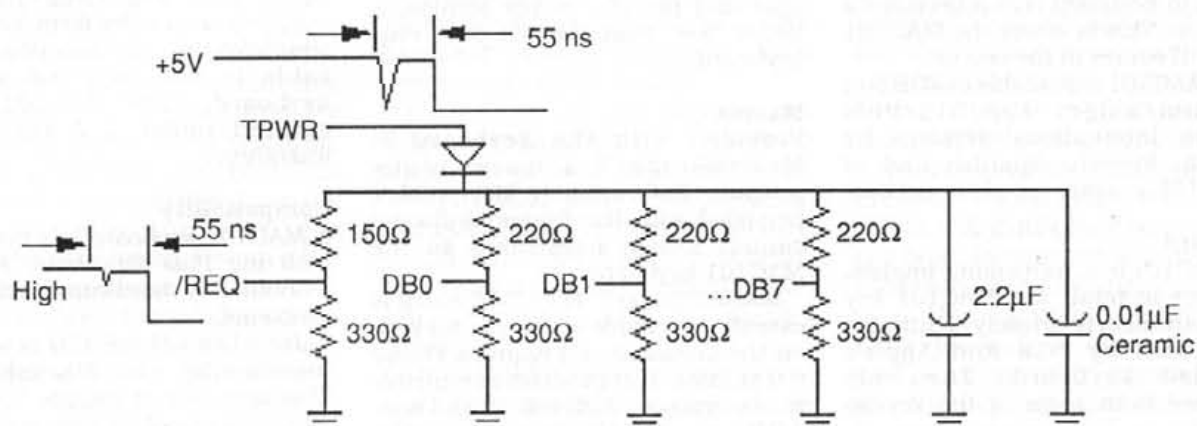 55 ns
+5V
TPWR
55 ns
High
/REQ
150Ω
220Ω
220Ω
220Ω
DB0
DB1
...
DB7
330Ω
330Ω
330Ω
330Ω
2.2µF
0.01µF
Ceramic